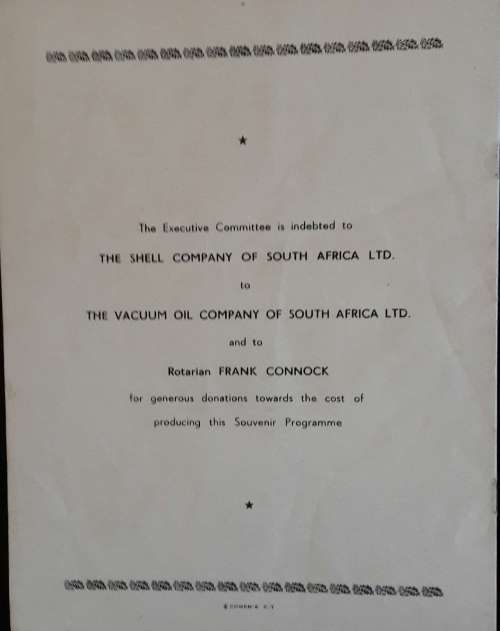 The Executive Committee is indebted to
THE SHELL COMPANY OF SOUTH AFRICA LTD.
to
THE VACUUM OIL COMPANY OF SOUTH AFRICA LTD.
and to
Rotarian FRANK CONNOCK
for generous donations towards the cost of
producing this Souvenir Programme